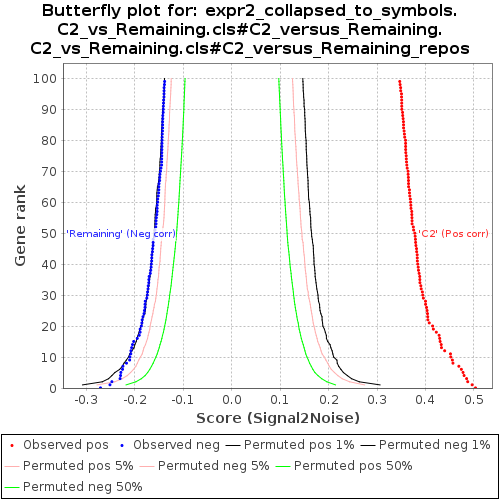 Butterfly plot for: expr2_collapsed_to_symbols.
C2_vs_Remaining.cls#C2_versus_Remaining.
C2_vs_Remaining.cls#C2_versus_Remaining_repos
Gene rank
100
90
80
70
60
50
40
30
20
10
0
'Remaining' (Neg corr)
'C2' (Pos corr)
-0.3 -0.2 -0.1 0.0 0.1 0.2 0.3 0.4 0.5
Score (Signal2Noise)
Observed pos Observed neg Permuted pos 1% Permuted neg 1%
Permuted pos 5% Permuted neg 5% Permuted pos 50%
Permuted neg 50%